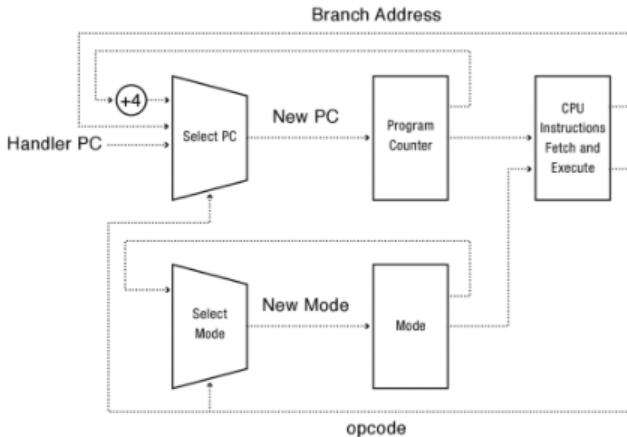 Branch Address
+4
Select PC
New PC
Program
Counter
CPU
Instructions
Fetch and
Execute
Handler PC
Select
Mode
New Mode
Mode
opcode